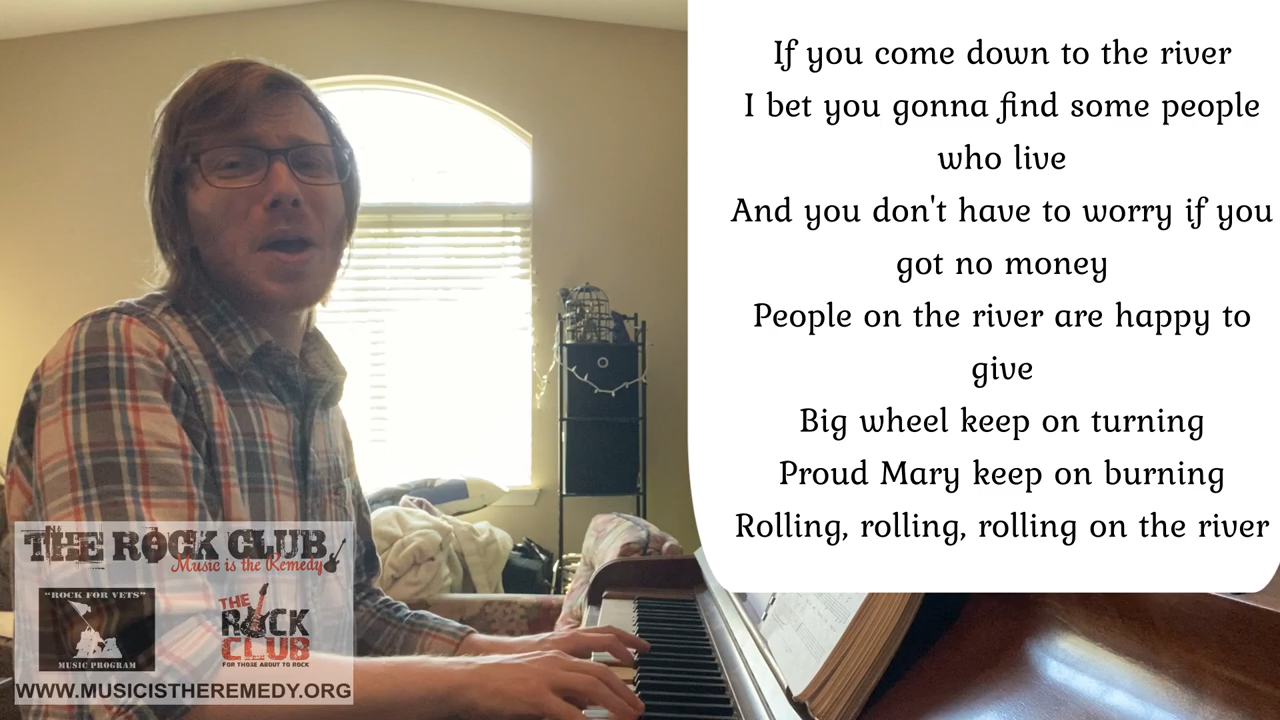 If you come down to the river
I bet you gonna find some people
who live
And you don't have to worry if you
got no money
People on the river are happy to
give
Big wheel keep on turning
Proud Mary keep on burning
Rolling, rolling, rolling on the river
THE ROCK CLUB
Music is the Remedy
"ROCK FOR VETS"
MUSIC PROGRAM
THE
ROCK
CLUB
FOR THOSE ABOUT TO ROCK
WWW.MUSICISTHEREMEDY.ORG